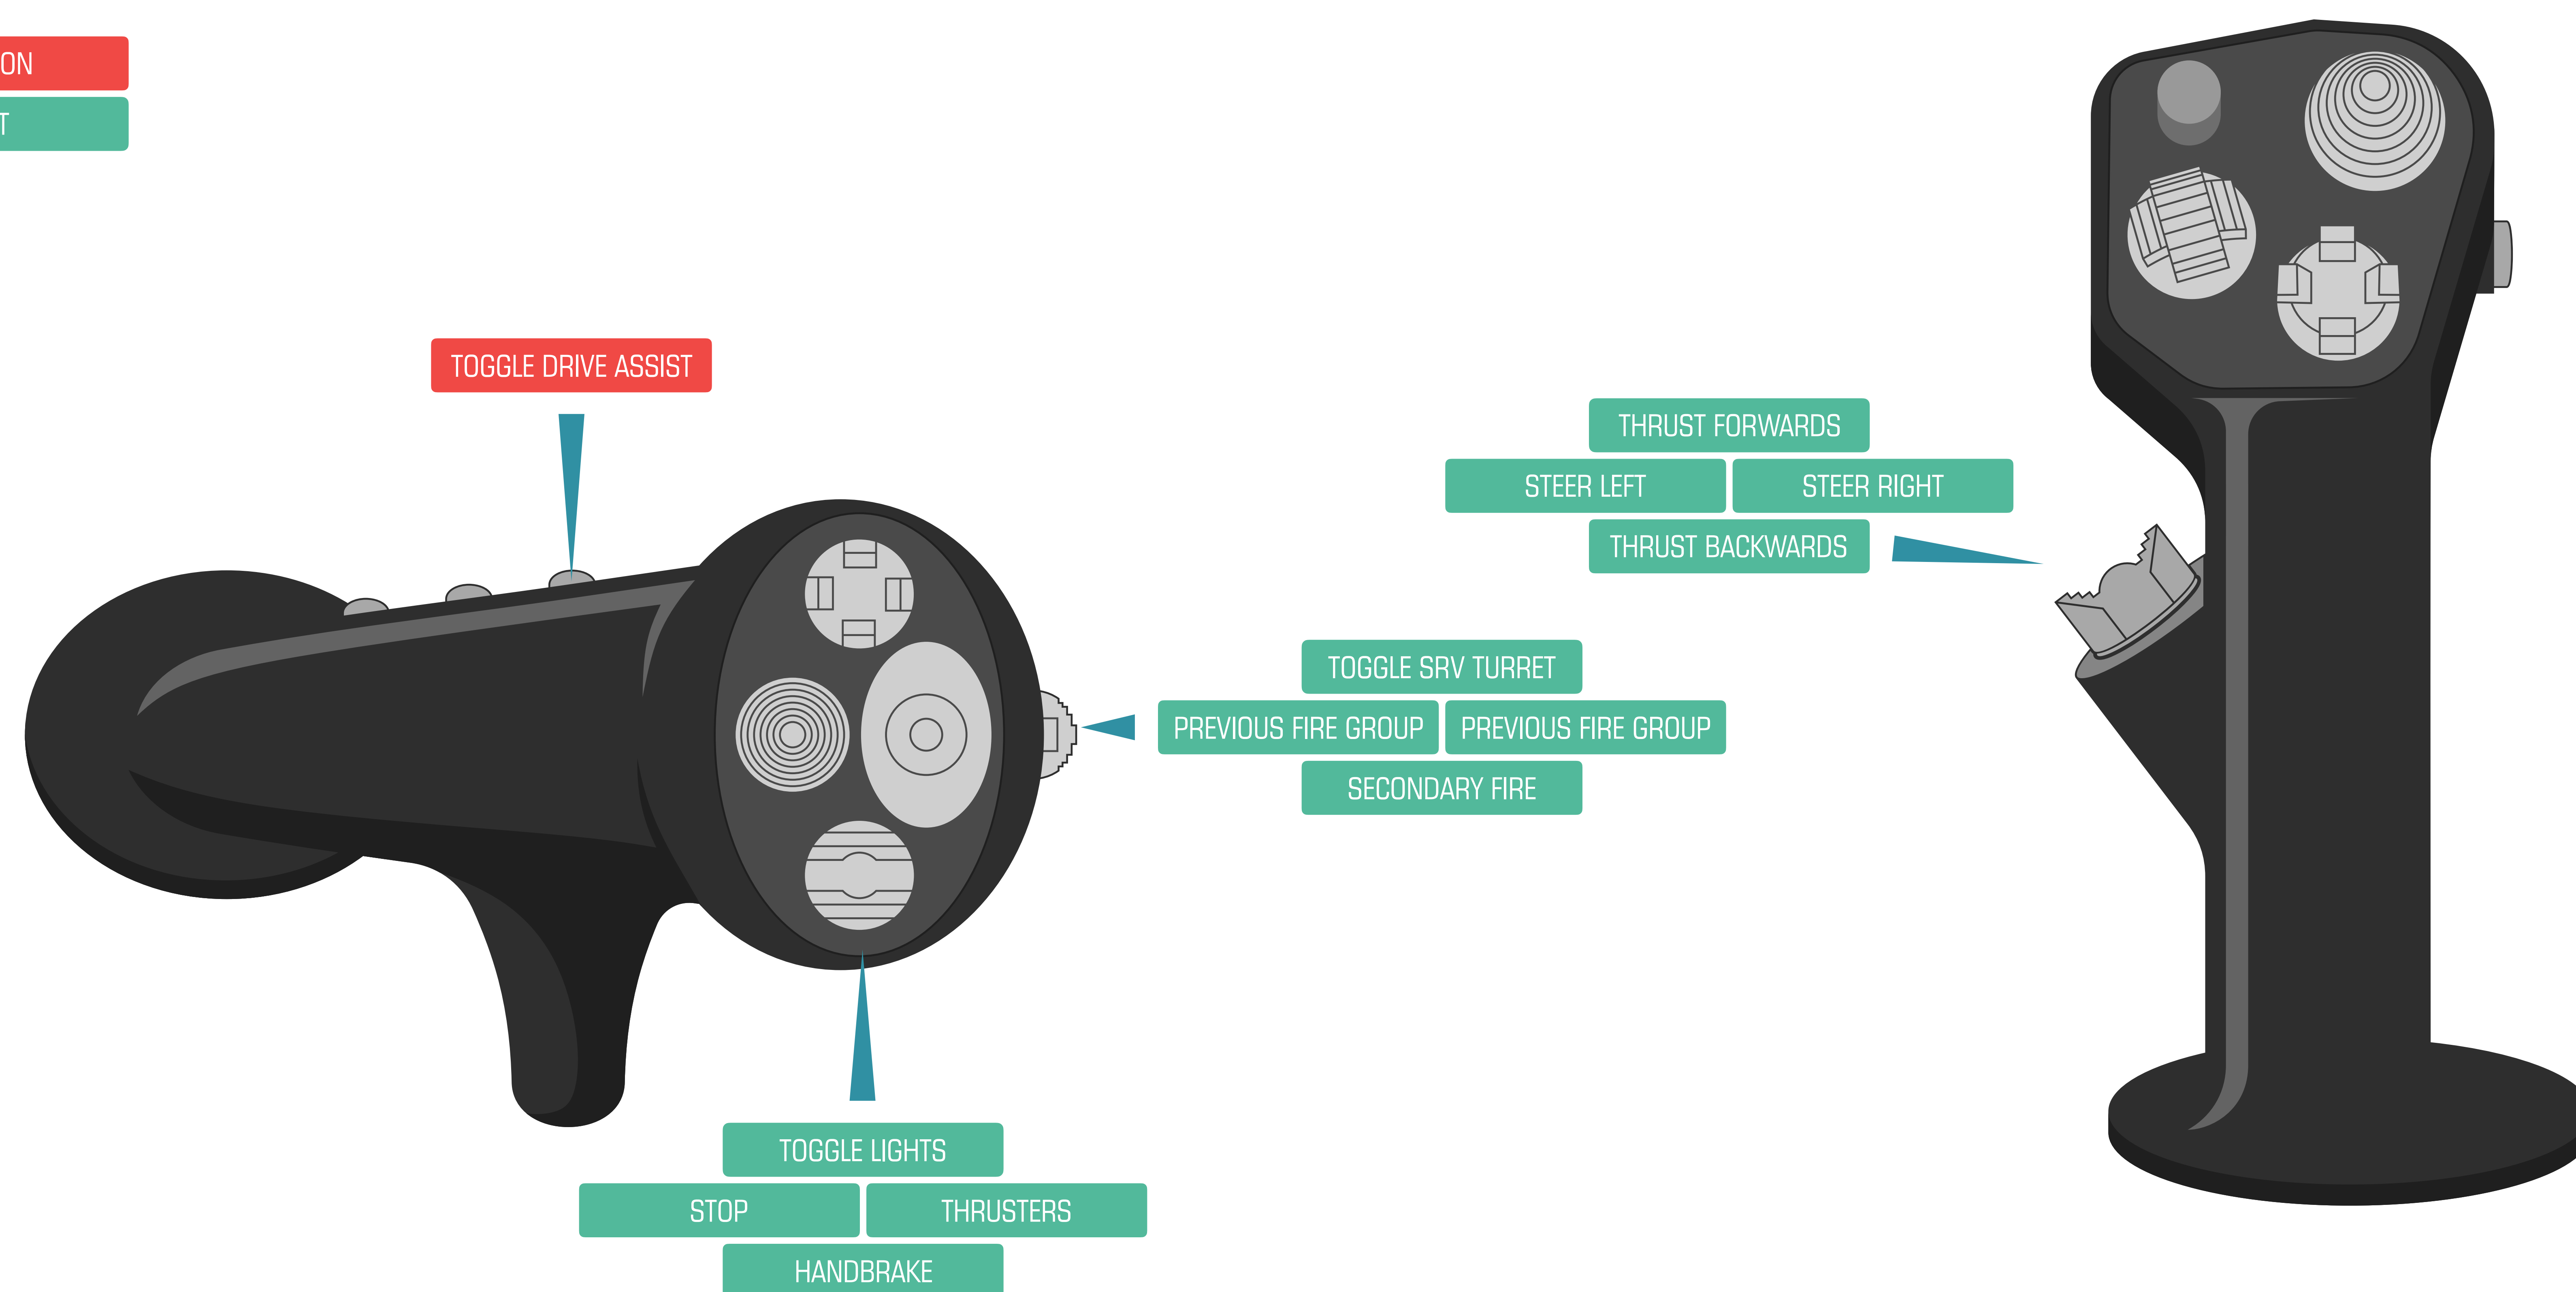 ON
T
TOGGLE DRIVE ASSIST
THRUST FORWARDS
STEER LEFT STEER RIGHT
THRUST BACKWARDS
TOGGLE SRV TURRET
PREVIOUS FIRE GROUP PREVIOUS FIRE GROUP
SECONDARY FIRE
TOGGLE LIGHTS
STOP THRUSTERS
HANDBRAKE